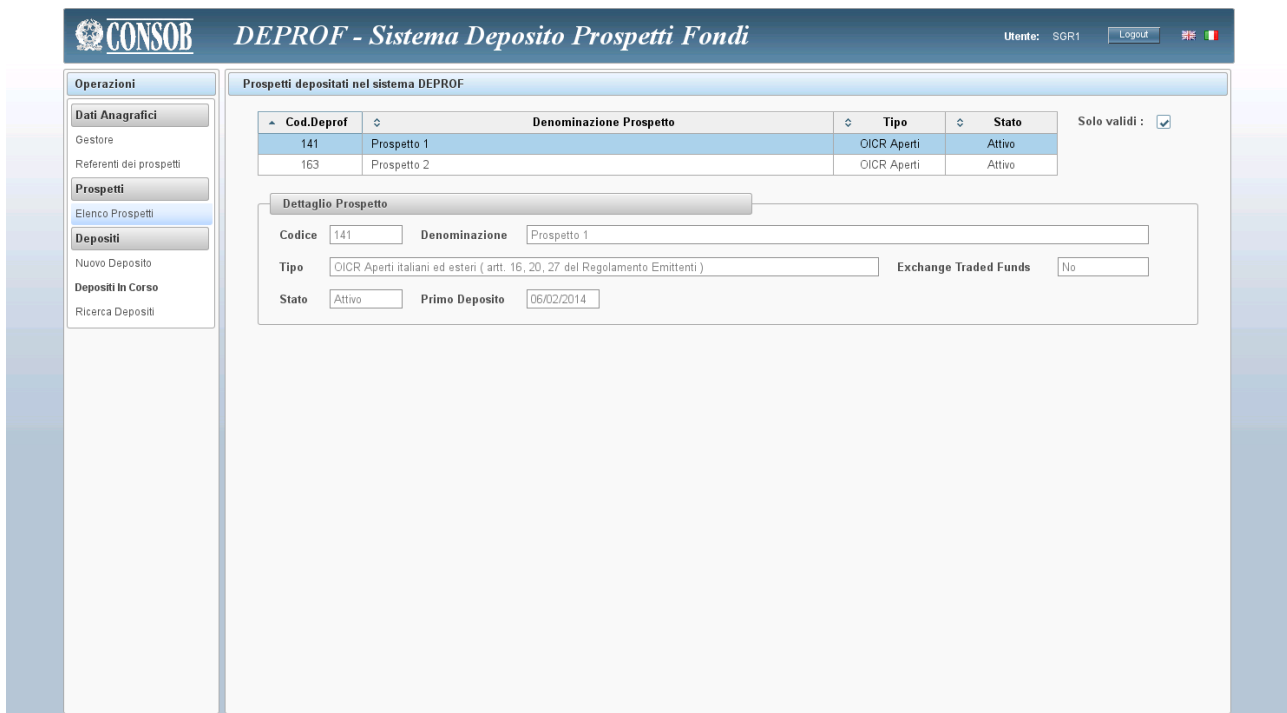 CONSOB DEPROF - Sistema Deposito Prospetti Fondi Utente: SGR1 Logout
Operazioni
Dati Anagrafici
Gestore
Referenti dei prospetti
Prospetti
Elenco Prospetti
Depositi
Nuovo Deposito
Depositi In Corso
Ricerca Depositi
Prospetti depositati nel sistema DEPROF
Cod.Deprof Denominazione Prospetto Tipo Stato Solo validi :
141 Prospetto 1 OICR Aperti Attivo
163 Prospetto 2 OICR Aperti Attivo
Dettaglio Prospetto
Codice 141 Denominazione Prospetto 1
Tipo OICR Aperti italiani ed esteri ( artt. 16, 20, 27 del Regolamento Emittenti ) Exchange Traded Funds No
Stato Attivo Primo Deposito 06/02/2014